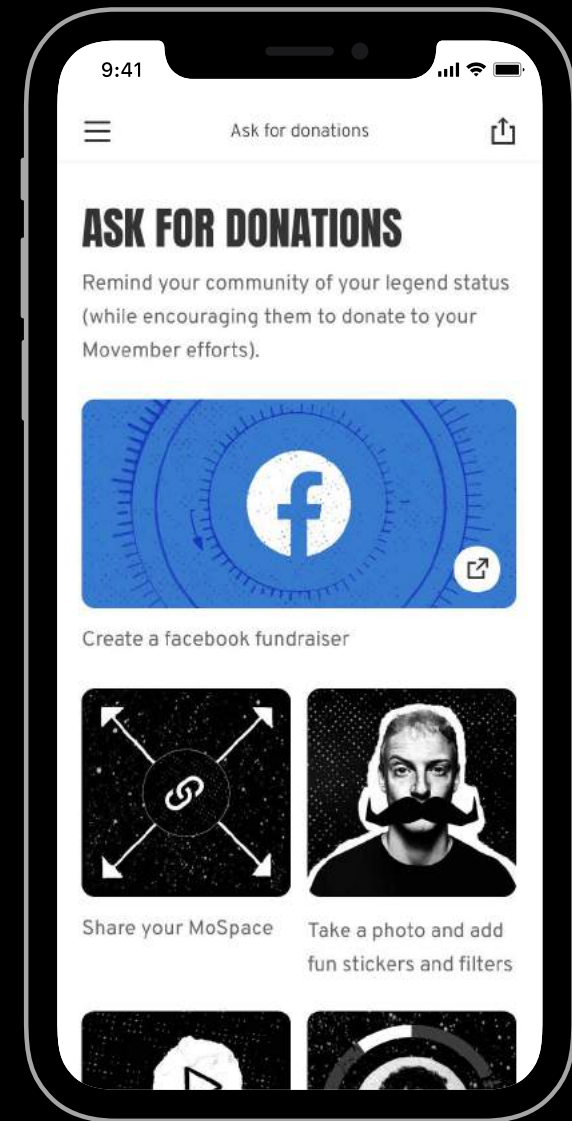 9:41
Ask for donations
ASK FOR DONATIONS
Remind your community of your legend status
(while encouraging them to donate to your
Movember efforts).
f
Create a facebook fundraiser
Share your MoSpace
Take a photo and add
fun stickers and filters